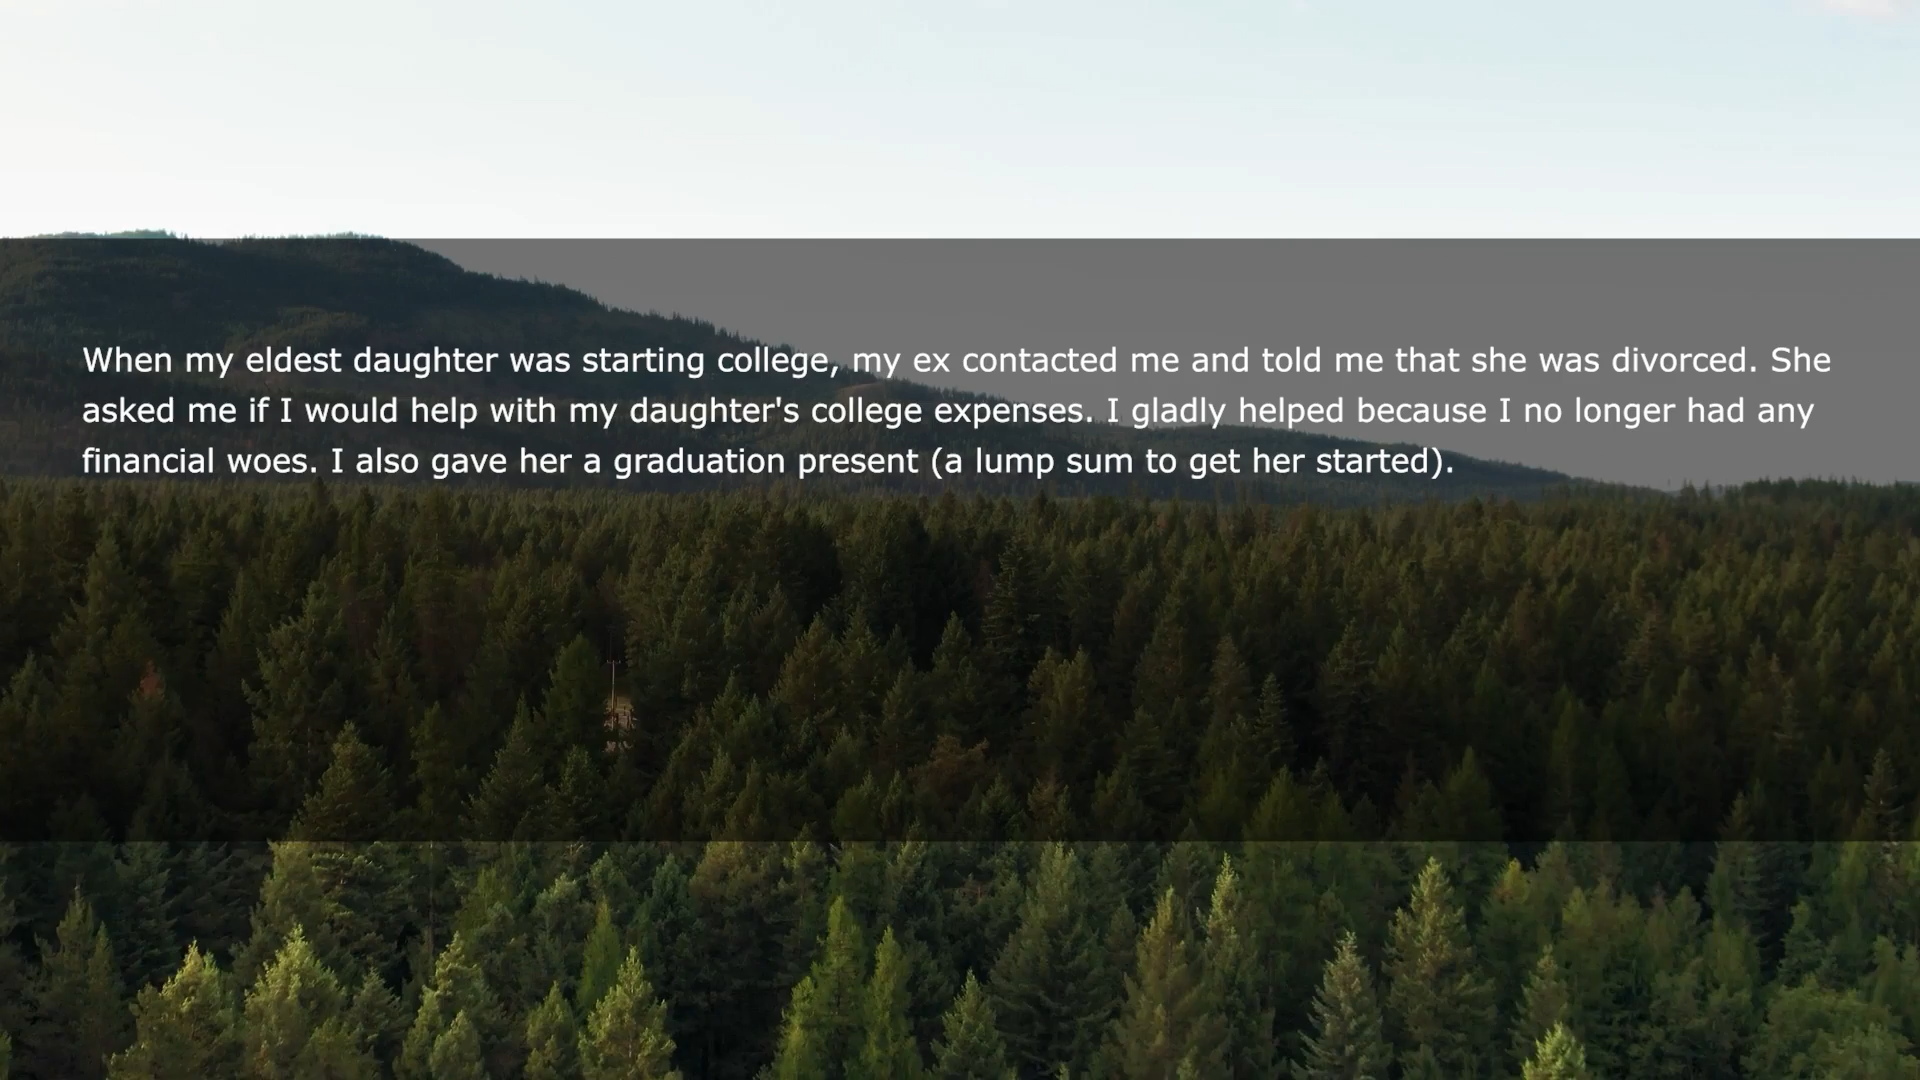 When my eldest daughter was starting college, my ex contacted me and told me that she was divorced. She
asked me if I would help with my daughter's college expenses. I gladly helped because I no longer had any
financial woes. I also gave her a graduation present (a lump sum to get her started).